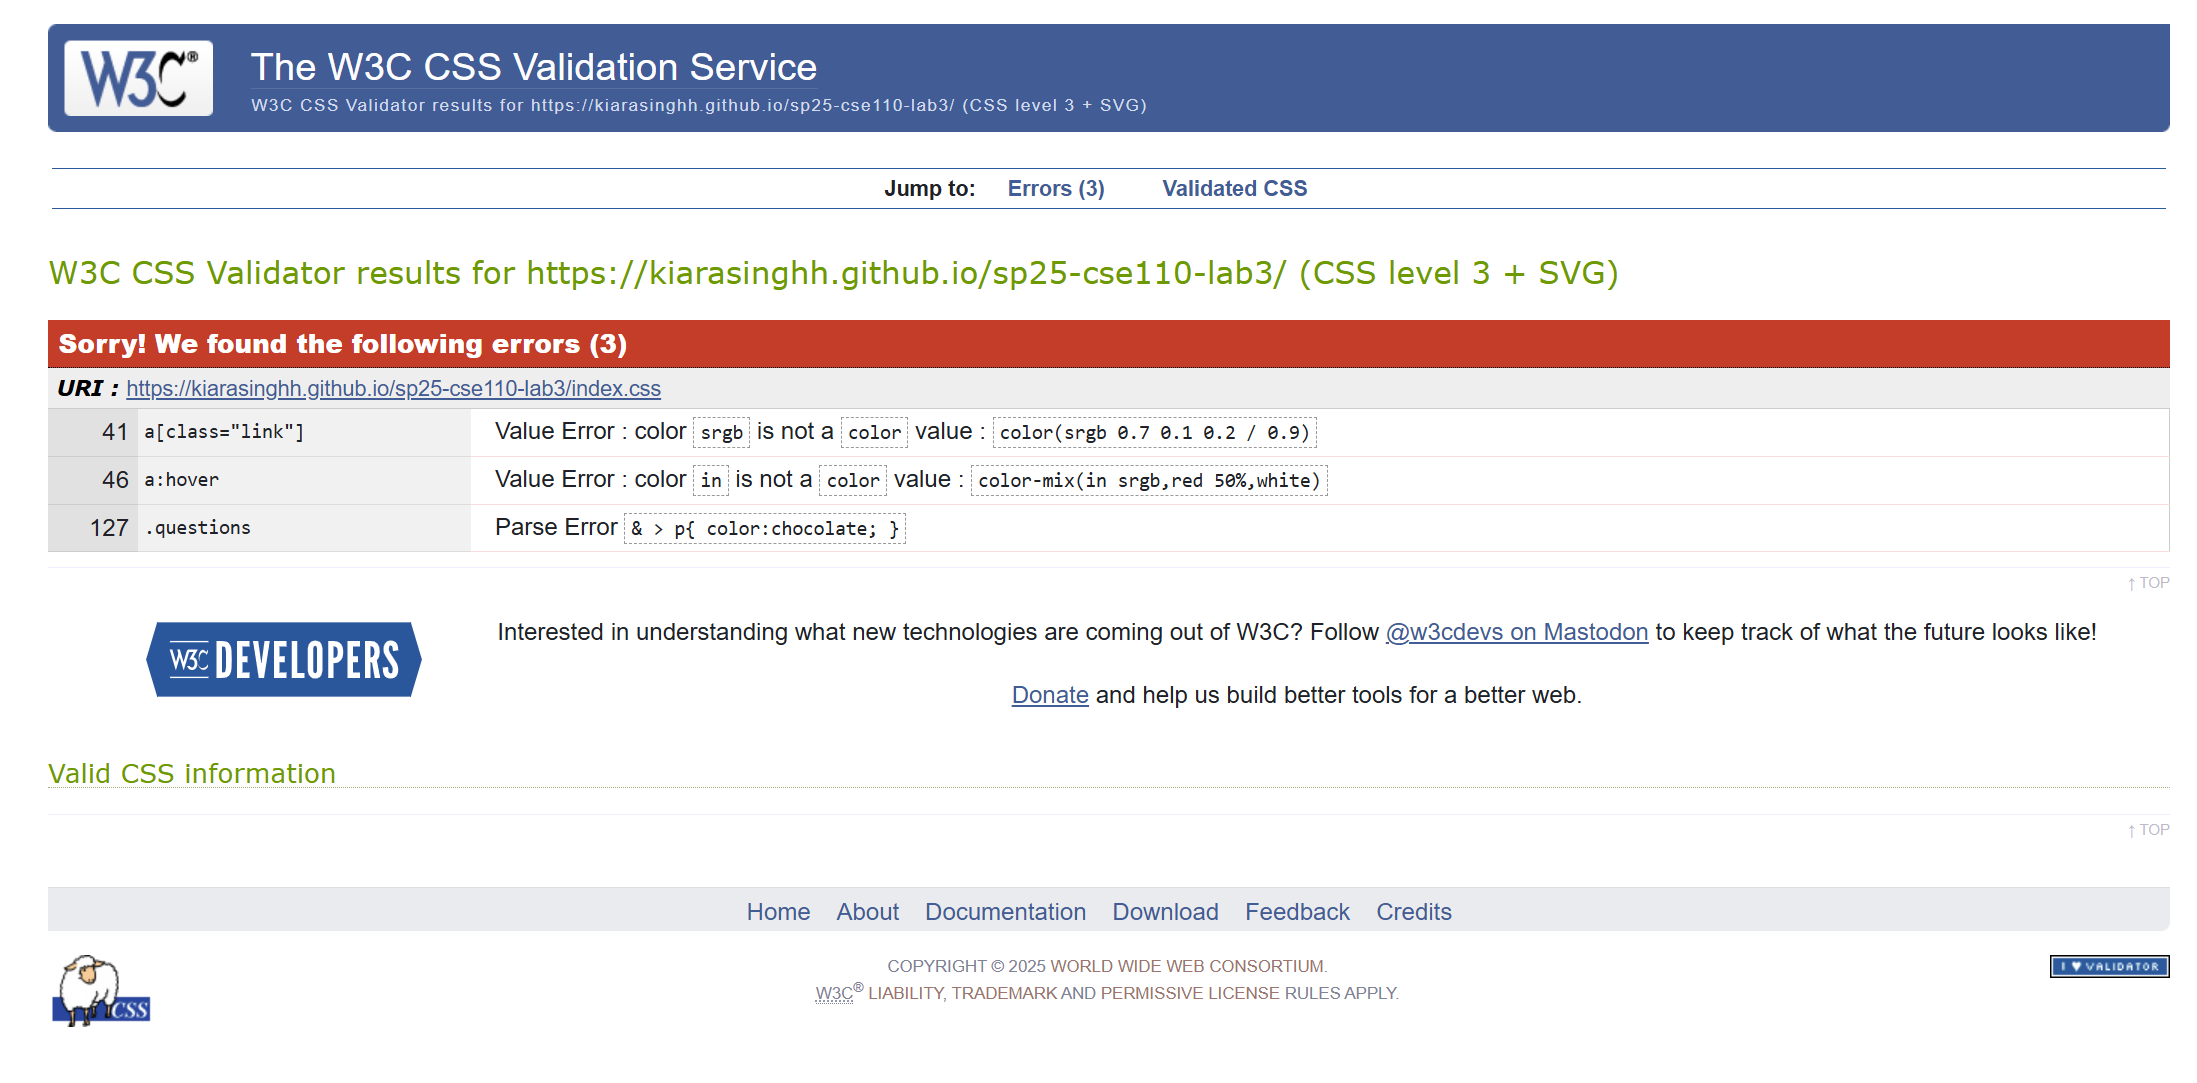 W3C®
The W3C CSS Validation Service
W3C CSS Validator results for https://kiarasinghh.github.io/sp25-cse110-lab3/ (CSS level 3 + SVG)
Jump to: Errors (3) Validated CSS
W3C CSS Validator results for https://kiarasinghh.github.io/sp25-cse110-lab3/ (CSS level 3 + SVG)
Sorry! We found the following errors (3)
URI : https://kiarasinghh.github.io/sp25-cse110-lab3/index.css
41 a[class="link"] Value Error : color srgb is not a color value : color(srgb 0.7 0.1 0.2 / 0.9)
46 a:hover Value Error : color in is not a color value : color-mix(in srgb,red 50%,white)
127 .questions Parse Error & > p{ color:chocolate; }
↑ TOP
W3C DEVELOPERS
Interested in understanding what new technologies are coming out of W3C? Follow @w3cdevs on Mastodon to keep track of what the future looks like!
Donate and help us build better tools for a better web.
Valid CSS information
↑ TOP
Home About Documentation Download Feedback Credits
CSS
COPYRIGHT © 2025 WORLD WIDE WEB CONSORTIUM.
W3C® LIABILITY, TRADEMARK AND PERMISSIVE LICENSE RULES APPLY.
I ♥ VALIDATOR